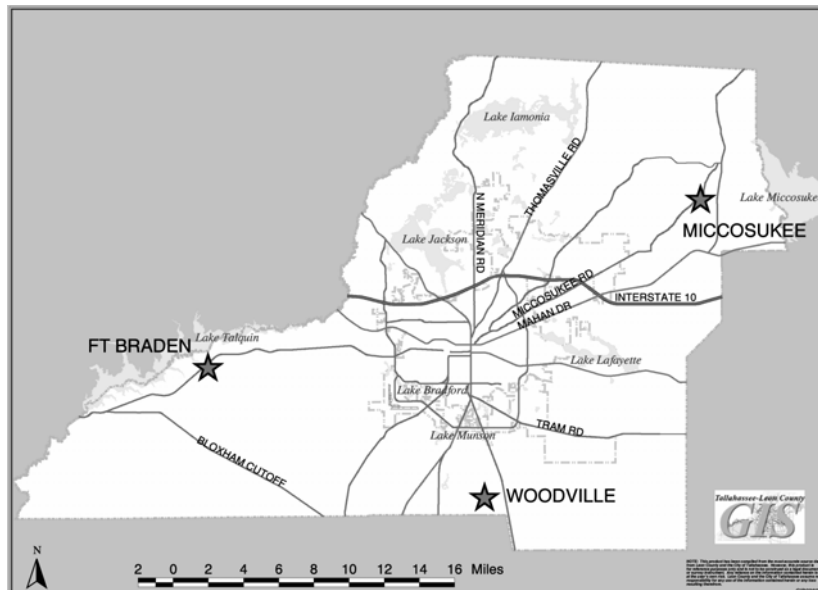 Lake Iamonia
THOMASVILLE RD
N MERIDIAN RD
Lake Miccosukee
MICCOSUKEE
Lake Jackson
MICCOSUKEE RD
INTERSTATE 10
MAHAN DR
Lake Talquin
FT BRADEN
Lake Lafayette
Lake Bradford
TRAM RD
Lake Munson
BLOXHAM CUTOFF
WOODVILLE
Tallahassee-Leon County
GIS
N
2 0 2 4 6 8 10 12 14 16 Miles